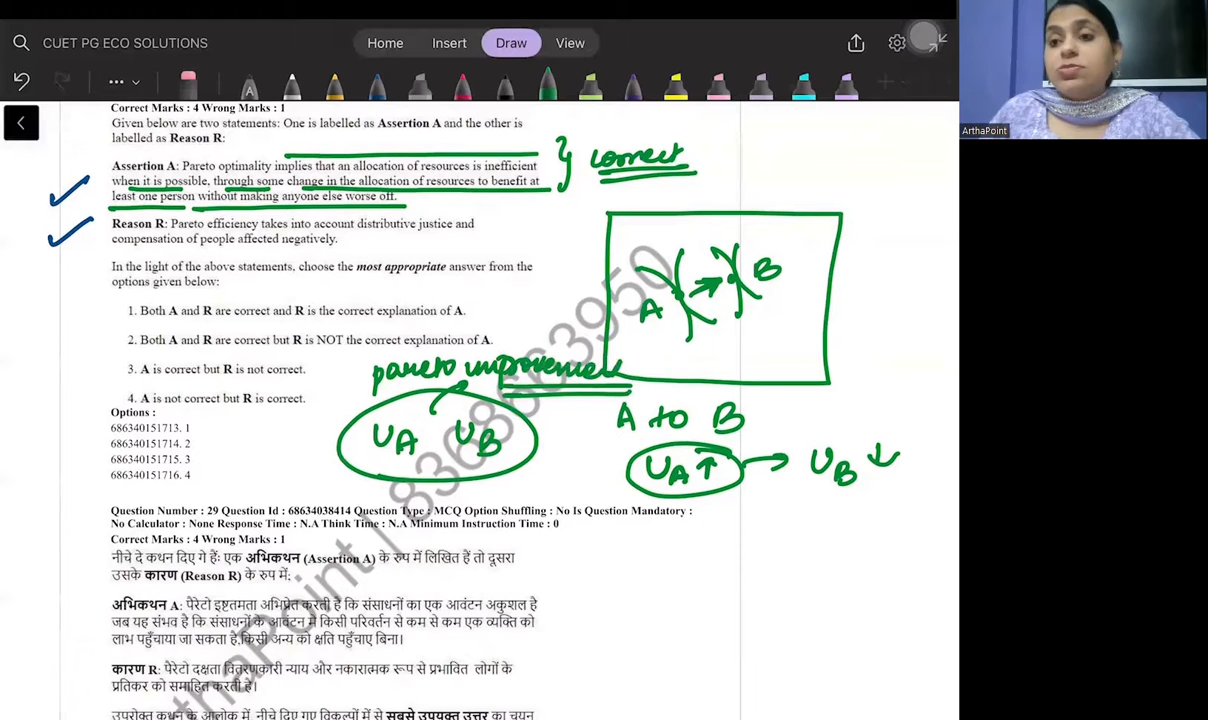 CUET PG ECO SOLUTIONS
Home Insert Draw View
ArthaPoint
Correct Marks : 4 Wrong Marks : 1
Given below are two statements: One is labelled as Assertion A and the other is
labelled as Reason R:
Assertion A: Pareto optimality implies that an allocation of resources is inefficient
when it is possible, through some change in the allocation of resources to benefit at
least one person without making anyone else worse off.
} correct
Reason R: Pareto efficiency takes into account distributive justice and
compensation of people affected negatively.
In the light of the above statements, choose the most appropriate answer from the
options given below:
1. Both A and R are correct and R is the correct explanation of A.
2. Both A and R are correct but R is NOT the correct explanation of A.
3. A is correct but R is not correct.
4. A is not correct but R is correct.
A B
pareto improvement
A to B
UA UB
UA ↑ → UB ↓
Options:
686340151713. 1
686340151714. 2
686340151715. 3
686340151716. 4
Question Number : 29 Question Id : 68634038414 Question Type : MCQ Option Shuffling : No Is Question Mandatory :
No Calculator : None Response Time : N.A Think Time : N.A Minimum Instruction Time : 0
Correct Marks : 4 Wrong Marks : 1
नीचे दे कथन दिए गे हैं: एक अभिकथन (Assertion A) के रुप में लिखित हैं तो दूसरा
उसके कारण (Reason R) के रुप में;
अभिकथन A: पैरेटो इष्टतमता अभिप्रेत करती है कि संसाधनों का एक आवंटन अकुशल है
जब यह संभव है कि संसाधनों के आवंटन में किसी परिवर्तन से कम से कम एक व्यक्ति को
लाभ पहुँचाया जा सकता है,किसी अन्य को क्षति पहुँचाए बिना।
कारण R: पैरेटो दक्षता वितरणकारी न्याय और नकारात्मक रूप से प्रभावित लोगों के
प्रतिकर को समाहित करती है।
उपरोक्त कथन के आलोक में, नीचे दिए गए विकल्पों में से सबसे उपयुक्त उत्तर का चयन
thaPoint | 8368663950